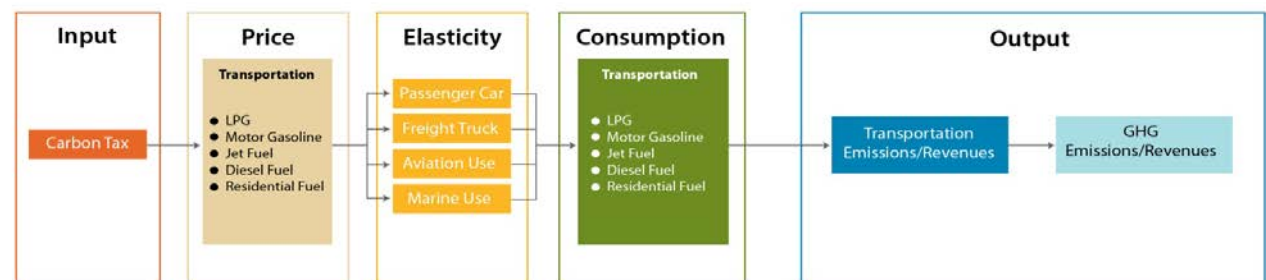 Input
Carbon Tax
Price
Transportation
LPG
Motor Gasoline
Jet Fuel
Diesel Fuel
Residential Fuel
Elasticity
Passenger Car
Freight Truck
Aviation Use
Marine Use
Consumption
Transportation
LPG
Motor Gasoline
Jet Fuel
Diesel Fuel
Residential Fuel
Output
Transportation
Emissions/Revenues
GHG
Emissions/Revenues